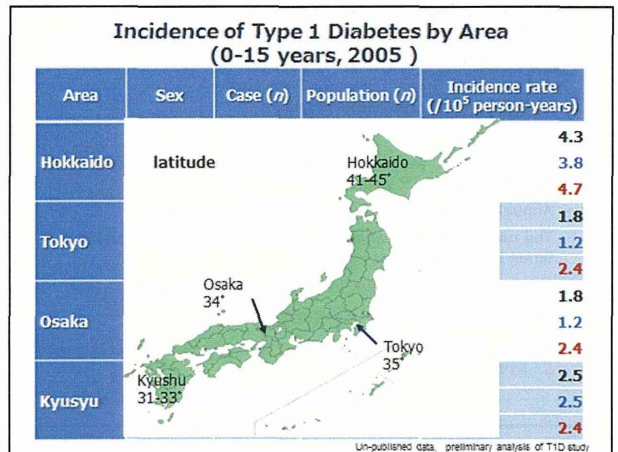 Incidence of Type 1 Diabetes by Area
(0-15 years, 2005 )
Area Sex Case (n) Population (n) Incidence rate (/10⁵ person-years)
Hokkaido
latitude
Hokkaido
41-45°
4.3
3.8
4.7
Tokyo
1.8
1.2
2.4
Osaka
Osaka
34°
Tokyo
35°
1.8
1.2
2.4
Kyusyu
Kyushu
31-33°
2.5
2.5
2.4
Un-published data, preliminary analysis of T1D study